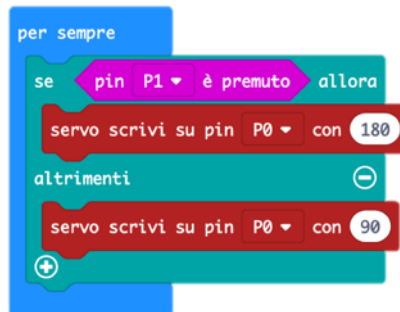 per sempre
se pin P1 è premuto allora
servo scrivi su pin P0 con 180
altrimenti
servo scrivi su pin P0 con 90